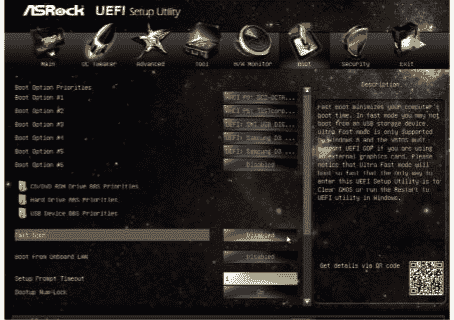 ASRock UEFI Setup Utility
Main OC Tweaker Advanced Tool H/W Monitor Boot Security Exit
Boot Option Priorities
Boot Option #1
Boot Option #2
Boot Option #3
Boot Option #4
Boot Option #5
Boot Option #6 Disabled
CD/DVD ROM Drive BBS Priorities
Hard Drive BBS Priorities
USB Device BBS Priorities
Fast Boot Disabled
Boot From Onboard LAN Disabled
Setup Prompt Timeout 1
Bootup Num-Lock On
Description
Fast Boot minimizes your computer's
boot time. In fast mode you may not
boot from an USB storage device.
Ultra Fast mode is only supported
by Windows 8 and the VBIOS must
support UEFI GOP if you are using
an external graphics card. Please
notice that Ultra Fast mode will
boot so fast that the only way to
enter this UEFI Setup Utility is to
Clear CMOS or run the Restart to
UEFI utility in Windows.
Get details via QR code